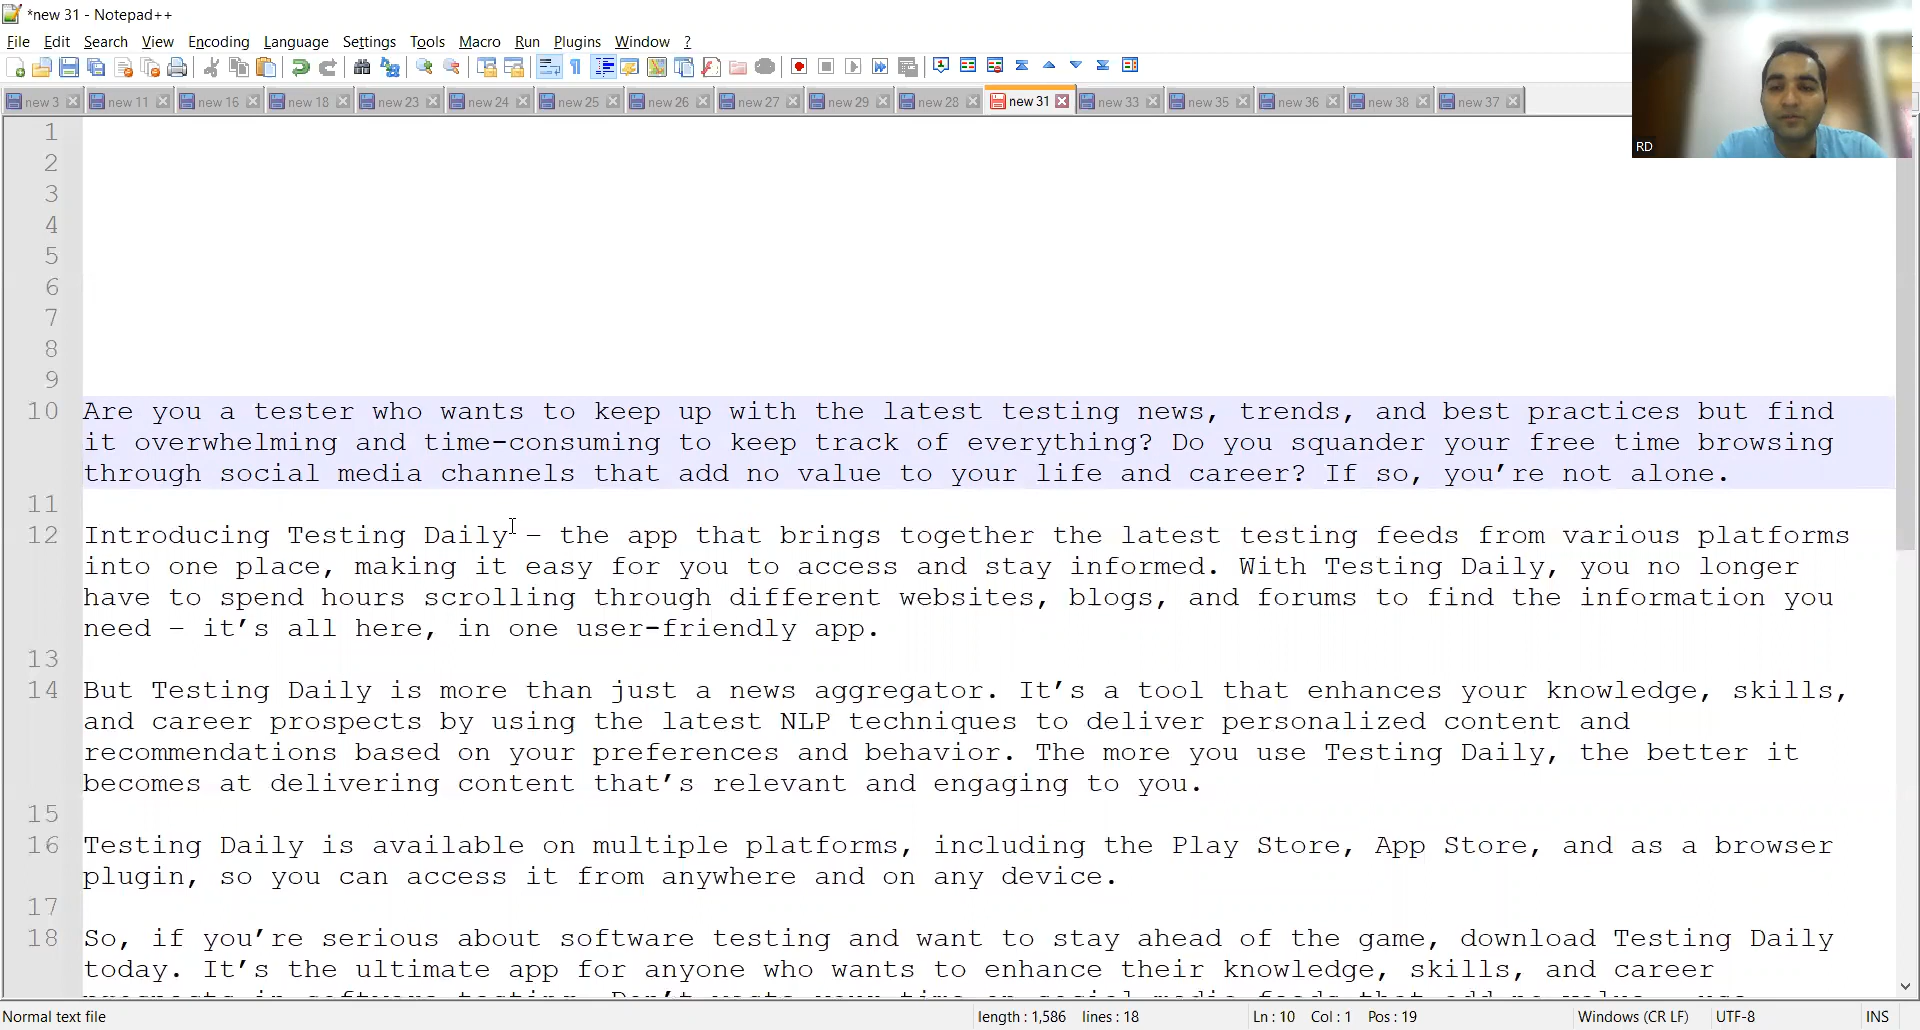 *new 31 - Notepad++
File Edit Search View Encoding Language Settings Tools Macro Run Plugins Window ?
new 3 new 11 new 16 new 18 new 23 new 24 new 25 new 26 new 27 new 29 new 28 new 31 new 33 new 35 new 36 new 38 new 37
RD
1
2
3
4
5
6
7
8
9
10 Are you a tester who wants to keep up with the latest testing news, trends, and best practices but find
it overwhelming and time-consuming to keep track of everything? Do you squander your free time browsing
through social media channels that add no value to your life and career? If so, you’re not alone.
11
12 Introducing Testing Daily – the app that brings together the latest testing feeds from various platforms
into one place, making it easy for you to access and stay informed. With Testing Daily, you no longer
have to spend hours scrolling through different websites, blogs, and forums to find the information you
need – it’s all here, in one user-friendly app.
13
14 But Testing Daily is more than just a news aggregator. It’s a tool that enhances your knowledge, skills,
and career prospects by using the latest NLP techniques to deliver personalized content and
recommendations based on your preferences and behavior. The more you use Testing Daily, the better it
becomes at delivering content that’s relevant and engaging to you.
15
16 Testing Daily is available on multiple platforms, including the Play Store, App Store, and as a browser
plugin, so you can access it from anywhere and on any device.
17
18 So, if you’re serious about software testing and want to stay ahead of the game, download Testing Daily
today. It’s the ultimate app for anyone who wants to enhance their knowledge, skills, and career
Normal text file length : 1,586 lines : 18 Ln : 10 Col : 1 Pos : 19 Windows (CR LF) UTF-8 INS